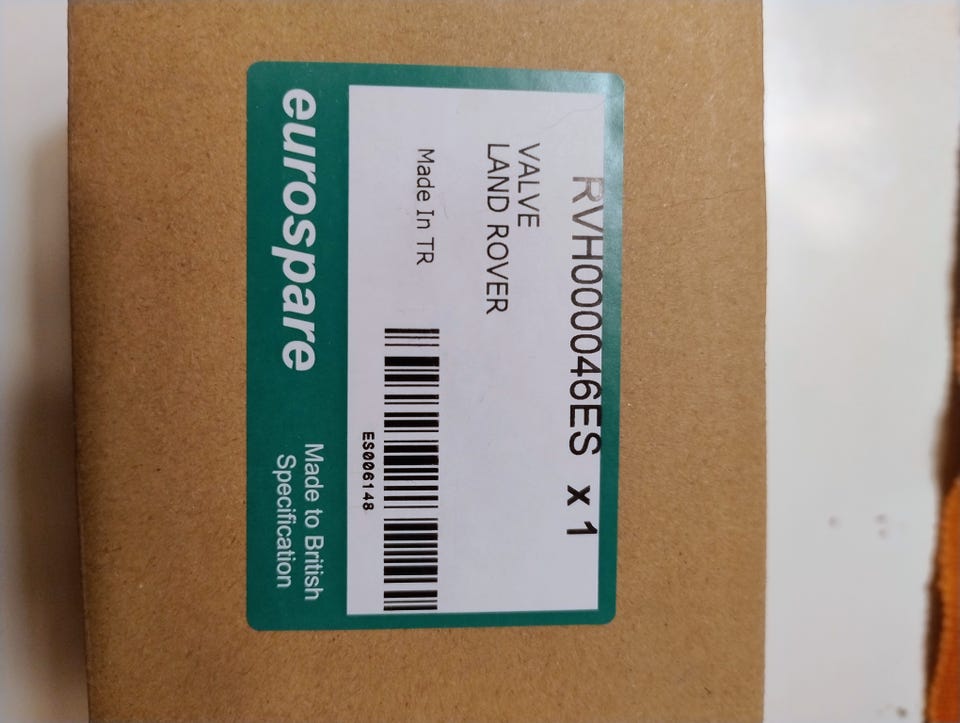 RVH000046ES x 1
VALVE
LAND ROVER
Made In TR
ES006148
eurospare
Made to British
Specification